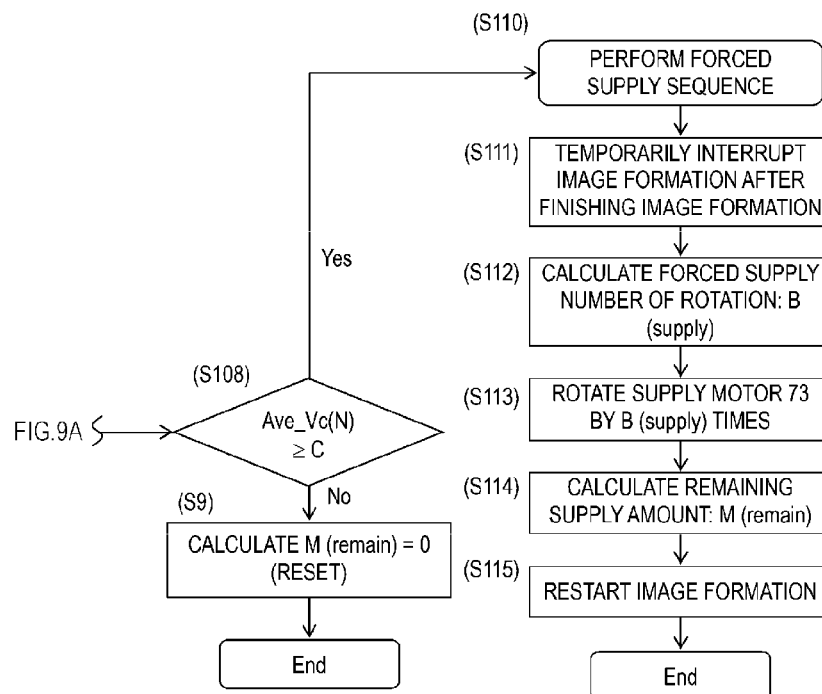 (S110)
PERFORM FORCED
SUPPLY SEQUENCE
(S111)
TEMPORARILY INTERRUPT
IMAGE FORMATION AFTER
FINISHING IMAGE FORMATION
Yes
(S112)
CALCULATE FORCED SUPPLY
NUMBER OF ROTATION: B
(supply)
(S108)
Ave_Vc(N)
≥ C
FIG.9A
(S113)
ROTATE SUPPLY MOTOR 73
BY B (supply) TIMES
No
(S9)
CALCULATE M (remain) = 0
(RESET)
(S114)
CALCULATE REMAINING
SUPPLY AMOUNT: M (remain)
(S115)
RESTART IMAGE FORMATION
End
End